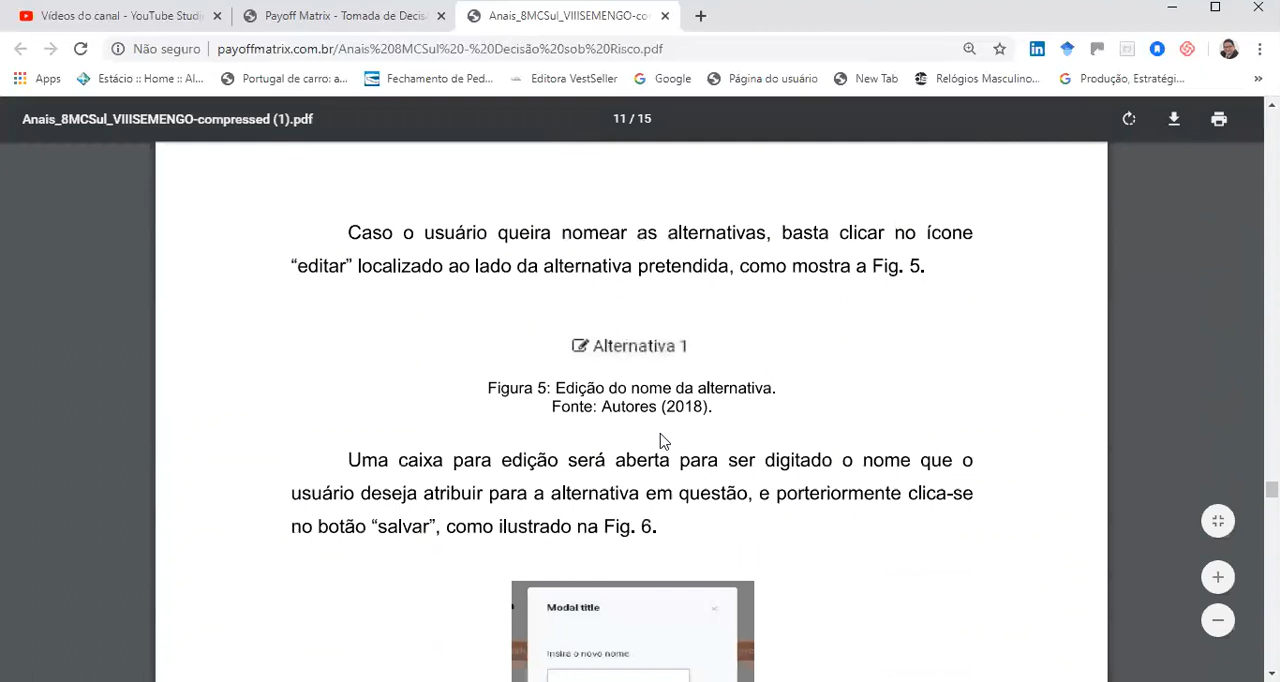 Vídeos do canal - YouTube Stud
Payoff Matrix - Tomada de Decis
Anais_8MCSul_VIIISEMENGO-co
Não seguro
payoffmatrix.com.br/Anais%208MCSul%20-%20Decisão%20sob%20Risco.pdf
Apps
Estácio :: Home :: Al...
Portugal de carro: a...
Fechamento de Ped...
Editora VestSeller
Google
Página do usuário
New Tab
Relógios Masculino...
Produção, Estratégi...
Anais_8MCSul_VIIISEMENGO-compressed (1).pdf
11 / 15
Caso o usuário queira nomear as alternativas, basta clicar no ícone
“editar” localizado ao lado da alternativa pretendida, como mostra a Fig. 5.
Alternativa 1
Figura 5: Edição do nome da alternativa.
Fonte: Autores (2018).
Uma caixa para edição será aberta para ser digitado o nome que o
usuário deseja atribuir para a alternativa em questão, e porteriormente clica-se
no botão “salvar”, como ilustrado na Fig. 6.
Modal title
Insira o novo nome